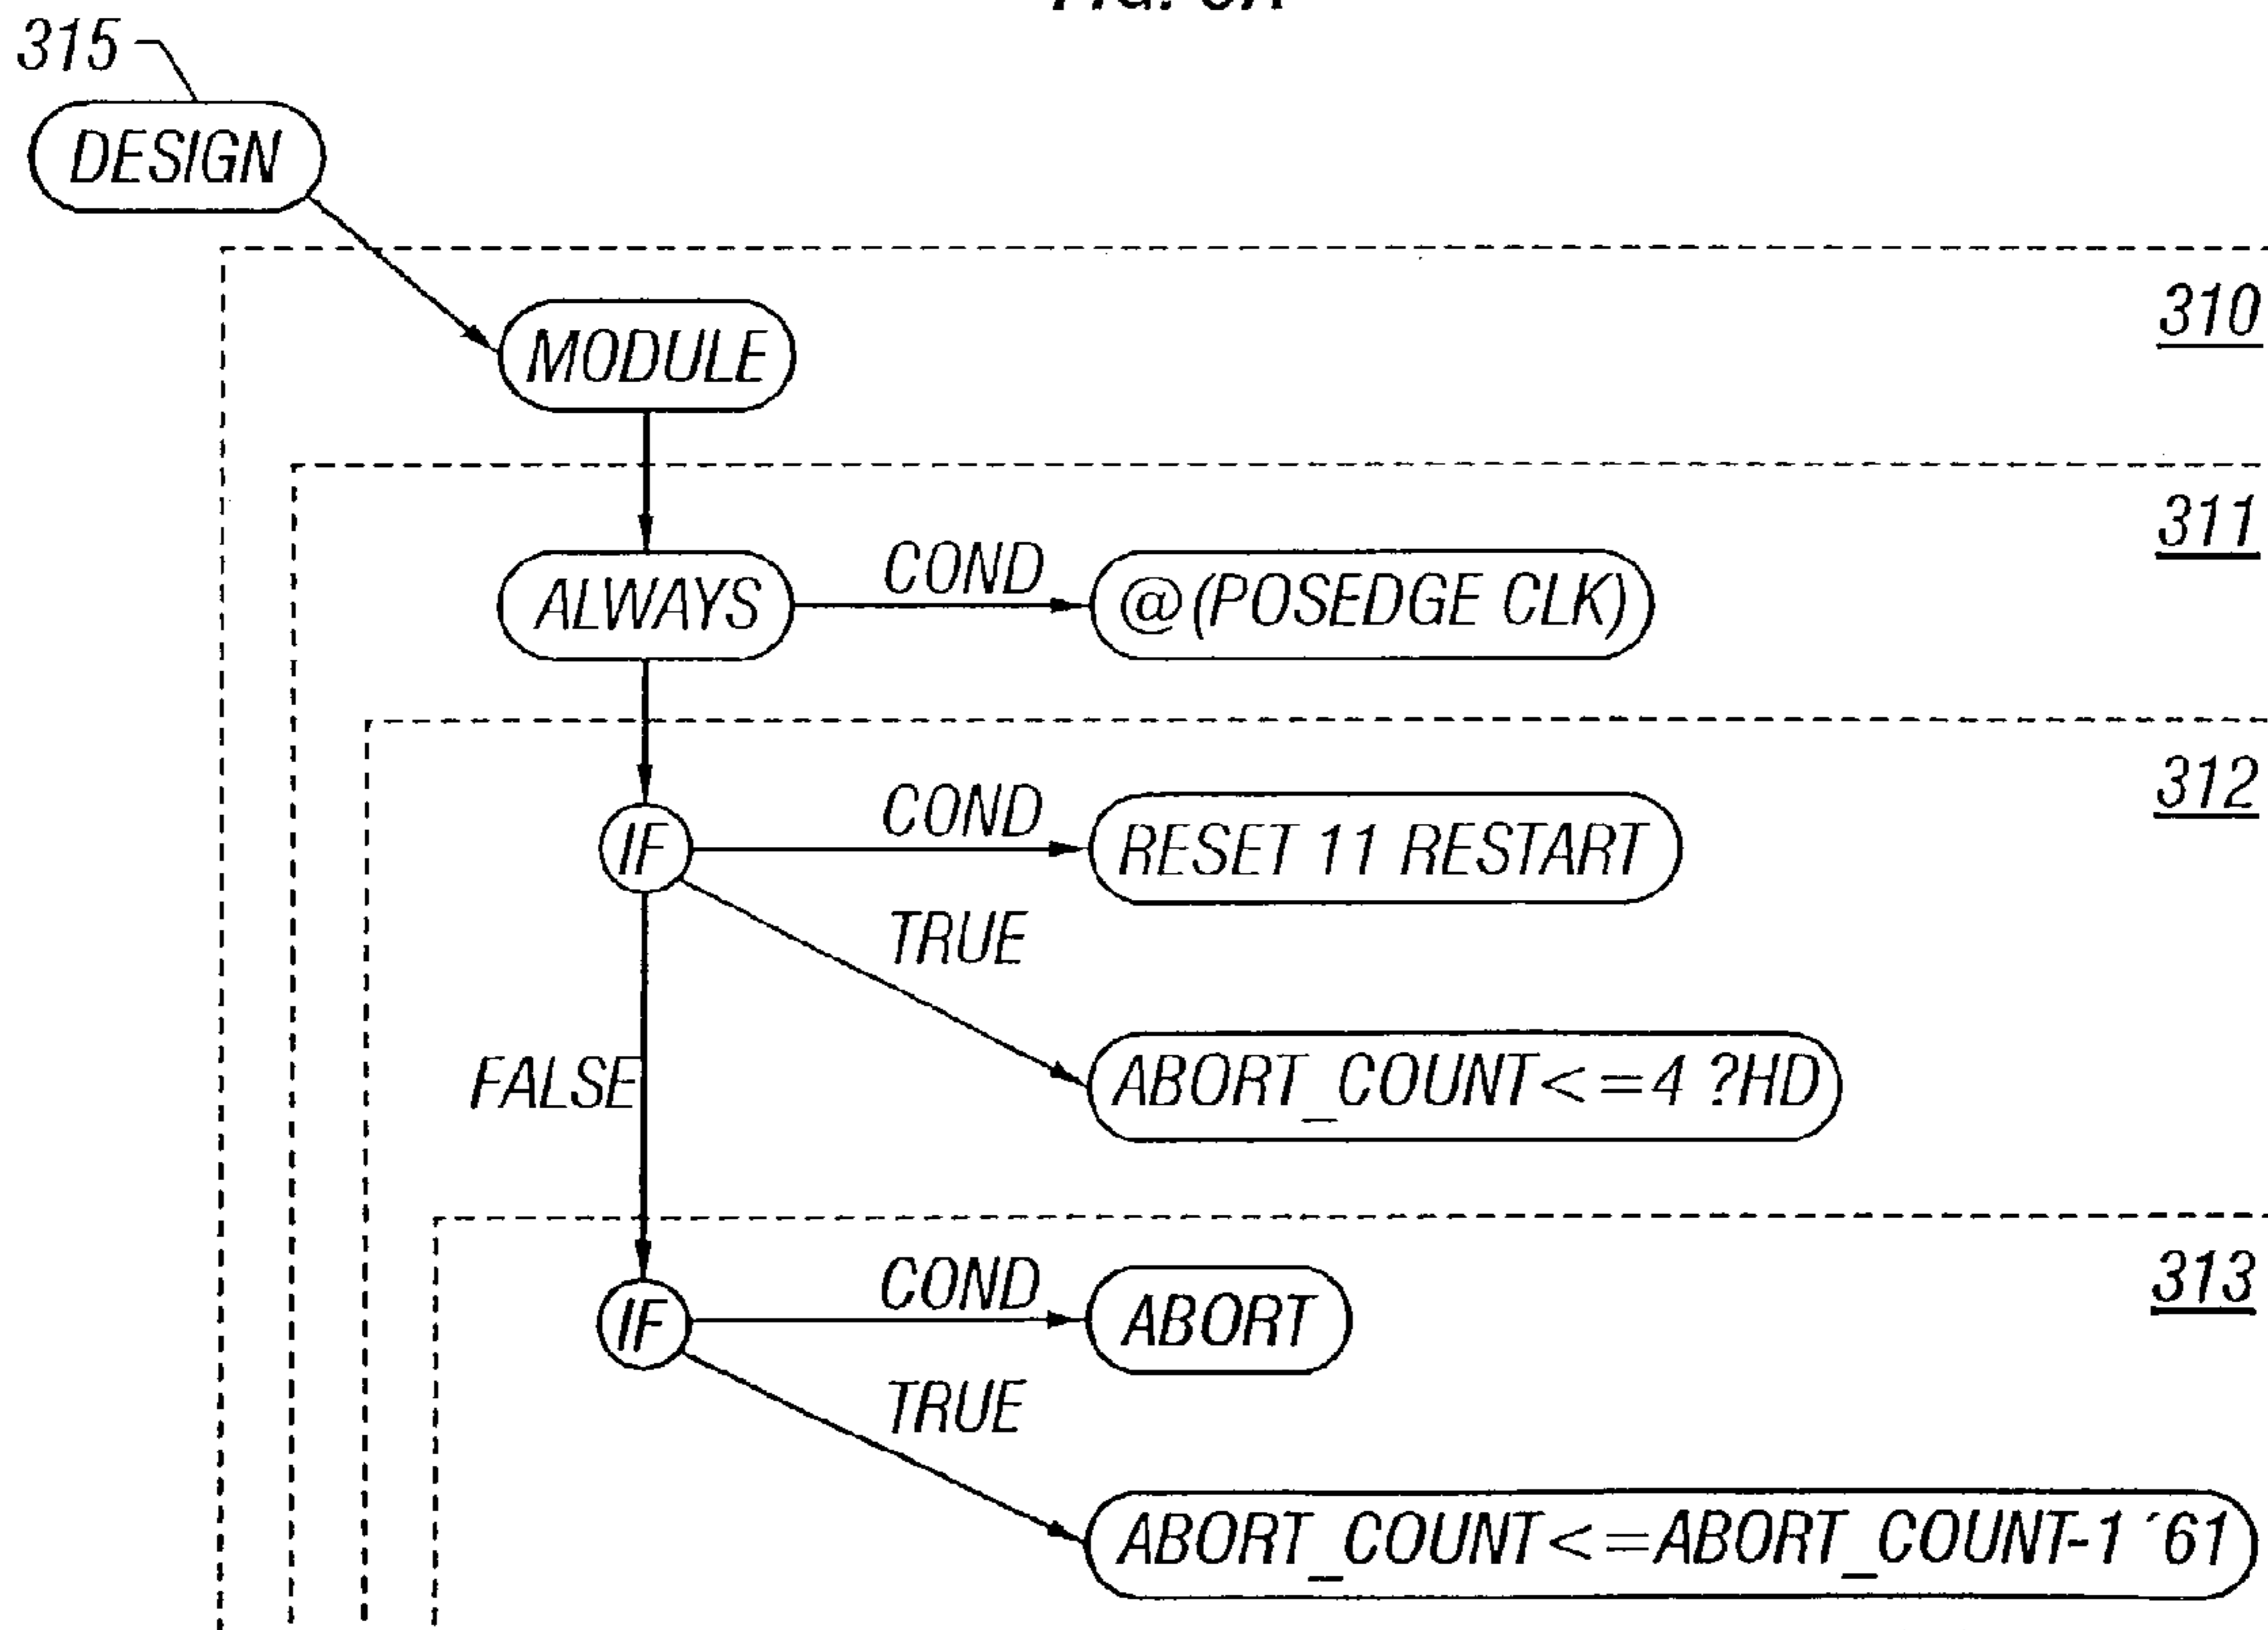 315
DESIGN
310
MODULE
311
COND
ALWAYS
@(POSEDGE CLK)
312
COND
IF
RESET 11 RESTART
TRUE
FALSE
ABORT_COUNT<=4 ?HD
313
COND
IF
ABORT
TRUE
ABORT_COUNT<=ABORT_COUNT-1 ´61